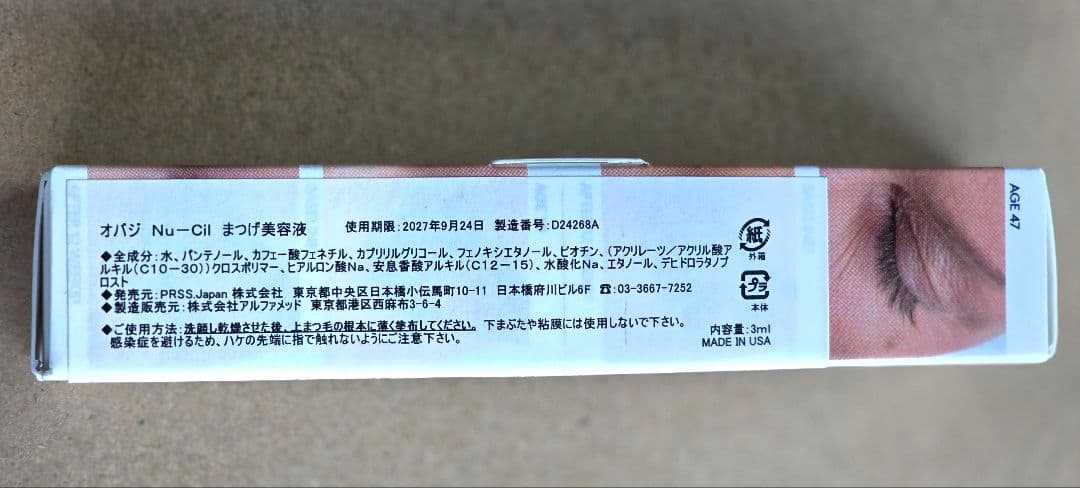 オバジ Nu－Cil まつげ美容液 使用期限：2027年9月24日 製造番号：D24268A
◆全成分：水、パンテノール、カフェー酸フェネチル、カプリリルグリコール、フェノキシエタノール、ビオチン、（アクリレーツ／アクリル酸ア
ルキル（C10－30））クロスポリマー、ヒアルロン酸Na、安息香酸アルキル（C12－15）、水酸化Na、エタノール、デヒドロラタノプ
ロスト
◆発売元：PRSS.Japan 株式会社 東京都中央区日本橋小伝馬町10-11 日本橋府川ビル6F ☎：03-3667-7252
◆製造販売元：株式会社アルファメッド 東京都港区西麻布3-6-4
◆ご使用方法：洗顔し乾燥させた後、上まつ毛の根本に薄く塗布してください。 下まぶたや粘膜には使用しないで下さい。
感染症を避けるため、ハケの先端に指で触れないようにご注意下さい。
紙
外箱
プラ
本体
内容量：3ml
MADE IN USA
AGE 47